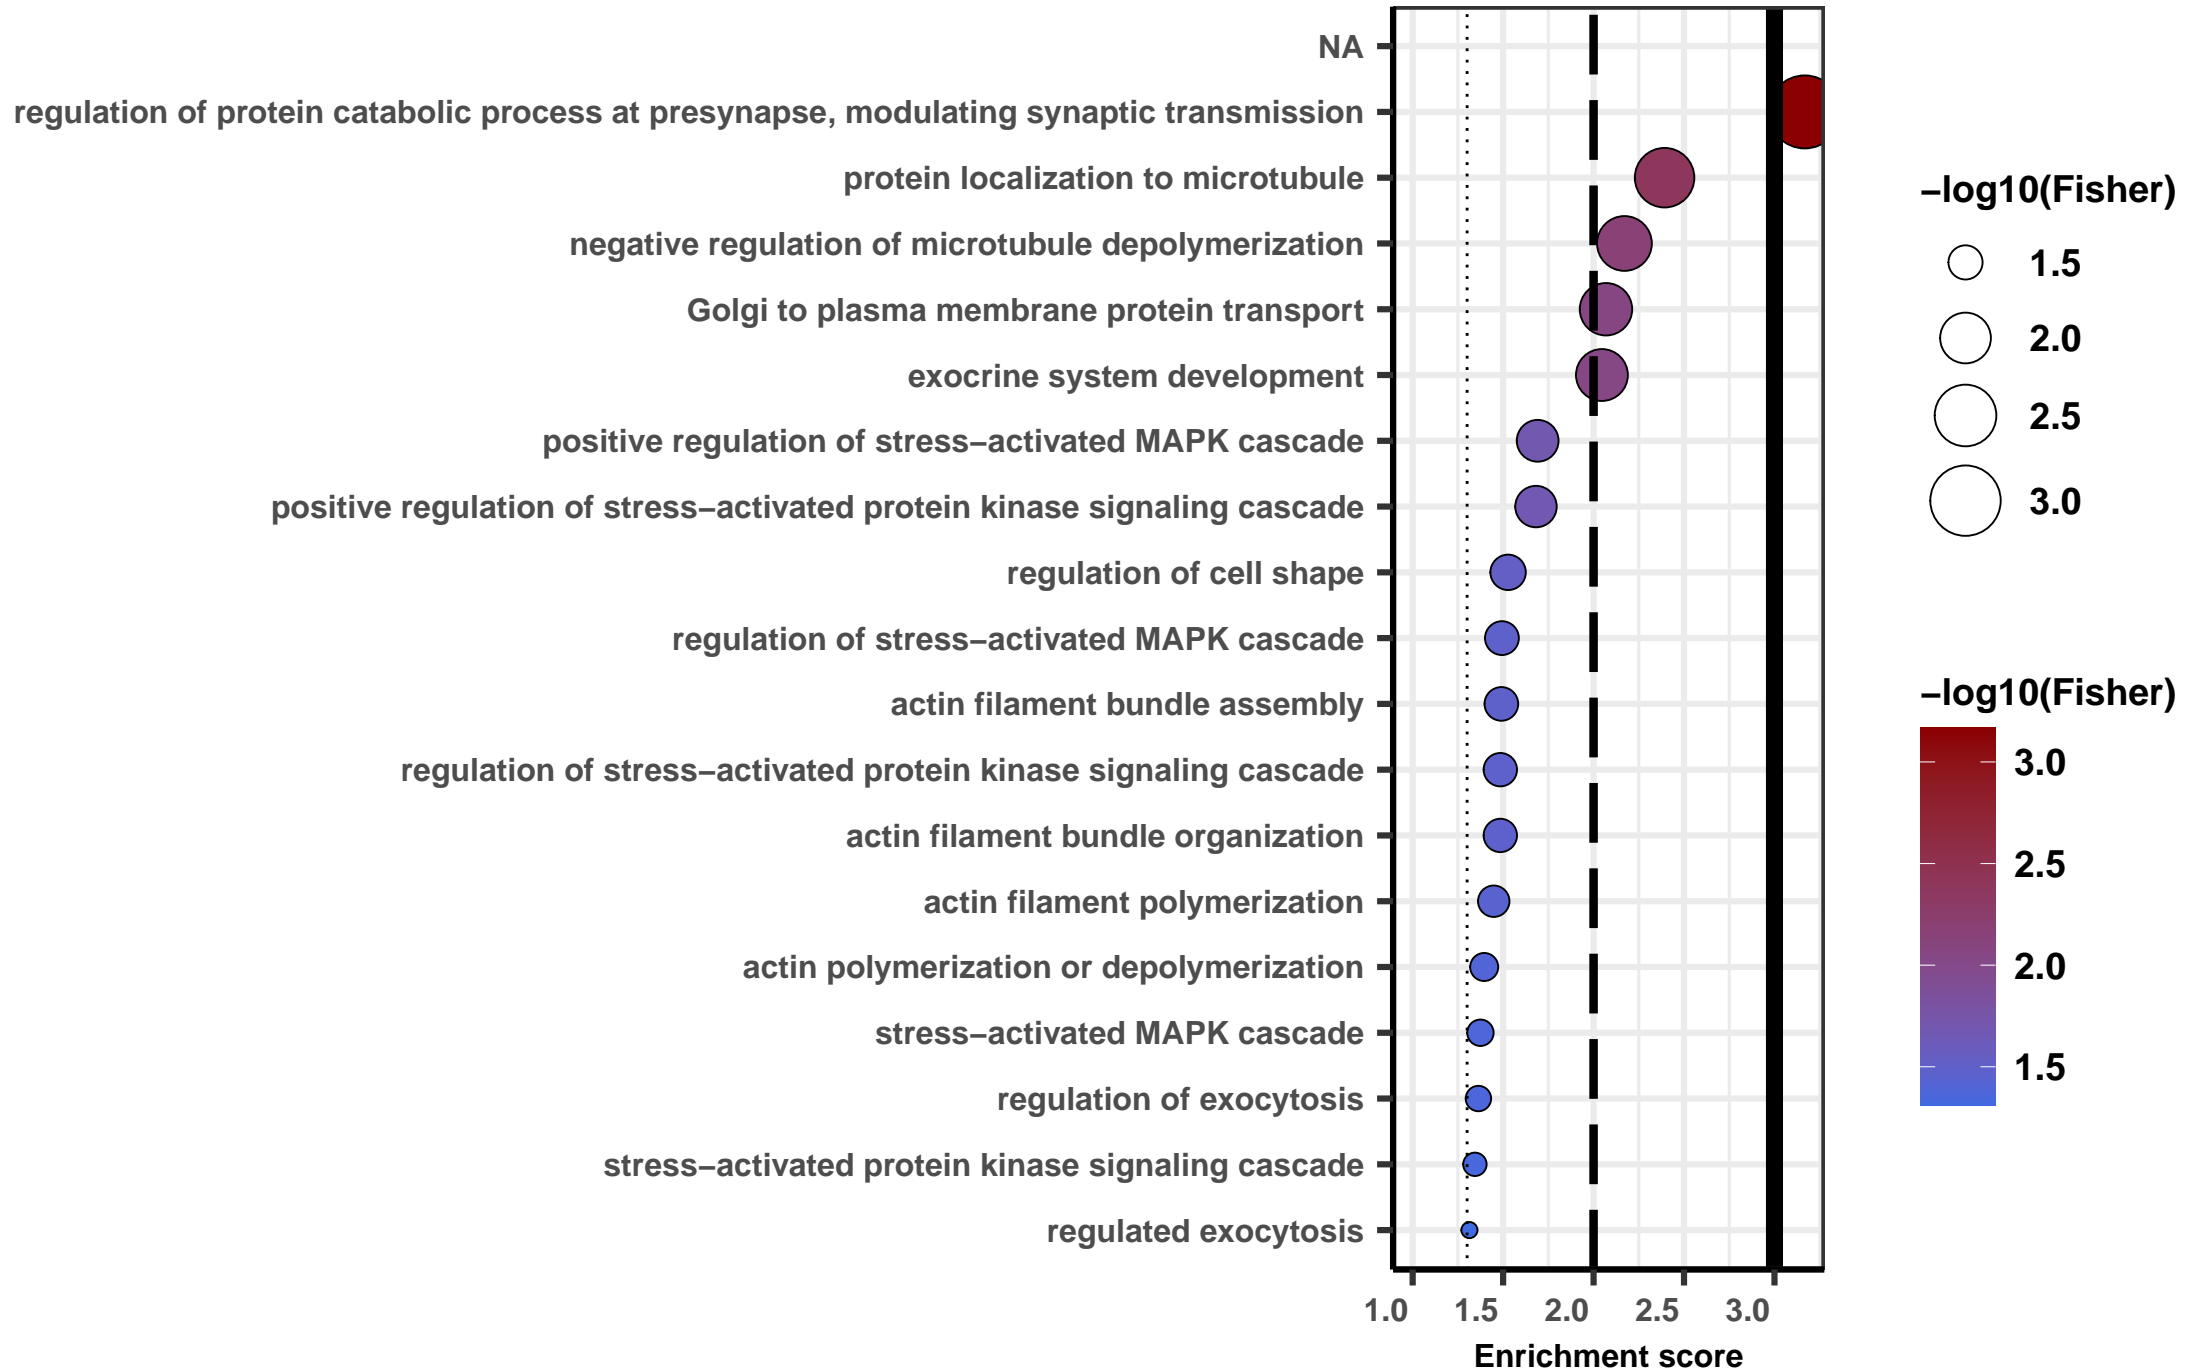 NA
regulation of protein catabolic process at presynapse, modulating synaptic transmission
protein localization to microtubule
negative regulation of microtubule depolymerization
Golgi to plasma membrane protein transport
exocrine system development
positive regulation of stress−activated MAPK cascade
positive regulation of stress−activated protein kinase signaling cascade
regulation of cell shape
regulation of stress−activated MAPK cascade
actin filament bundle assembly
regulation of stress−activated protein kinase signaling cascade
actin filament bundle organization
actin filament polymerization
actin polymerization or depolymerization
stress−activated MAPK cascade
regulation of exocytosis
stress−activated protein kinase signaling cascade
regulated exocytosis
1.0 1.5 2.0 2.5 3.0
Enrichment score
−log10(Fisher)
1.5
2.0
2.5
3.0
−log10(Fisher)
3.0
2.5
2.0
1.5